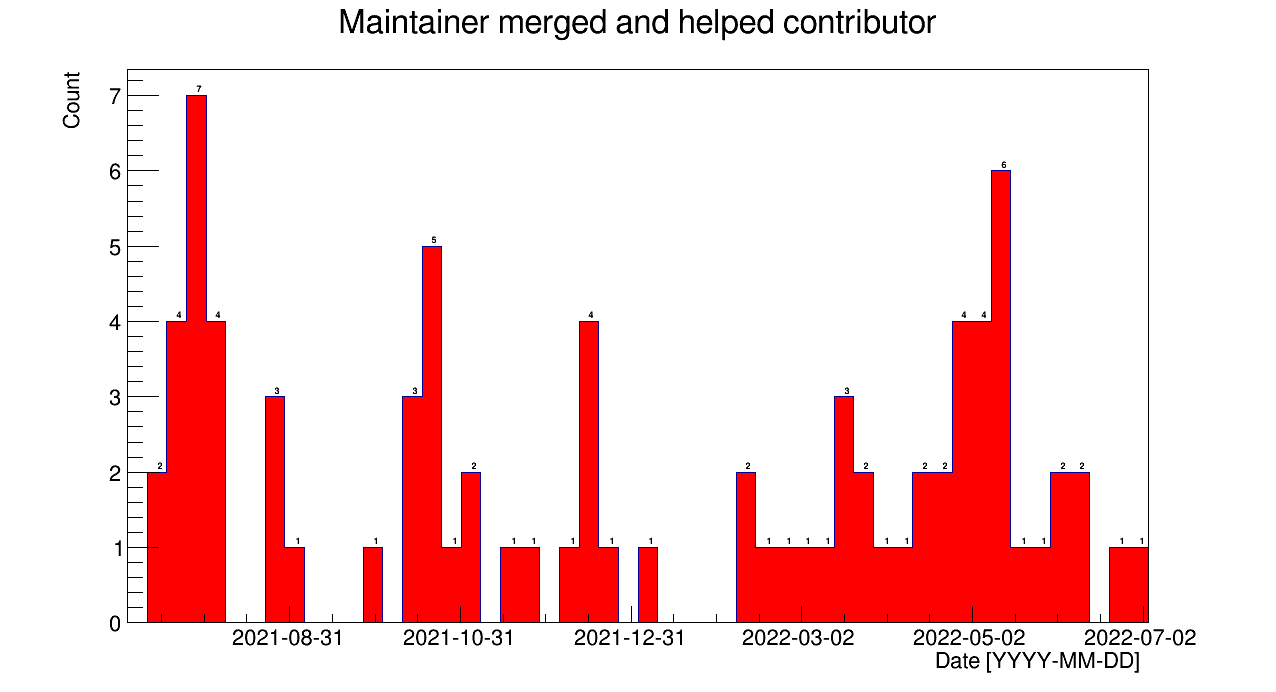 Maintainer merged and helped contributor
Count
7
6
5
4
3
2
1
0
2 4 7 4 3 1 1 3 5 1 2 1 1 1 4 1 1 2 1 1 1 1 3 2 1 1 2 2 4 4 6 1 1 2 2 1 1
2021-08-31 2021-10-31 2021-12-31 2022-03-02 2022-05-02 2022-07-02
Date [YYYY-MM-DD]